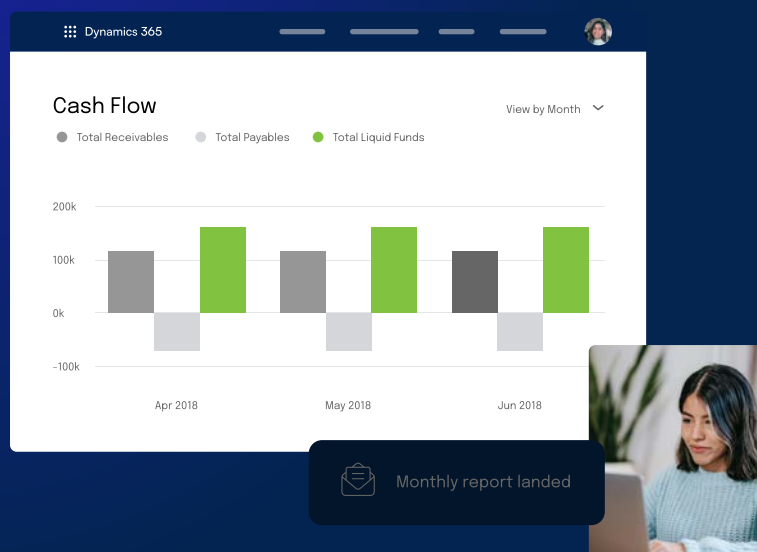 Dynamics 365
Cash Flow
View by Month
Total Receivables
Total Payables
Total Liquid Funds
200k
100k
0k
-100k
Apr 2018
May 2018
Jun 2018
Monthly report landed